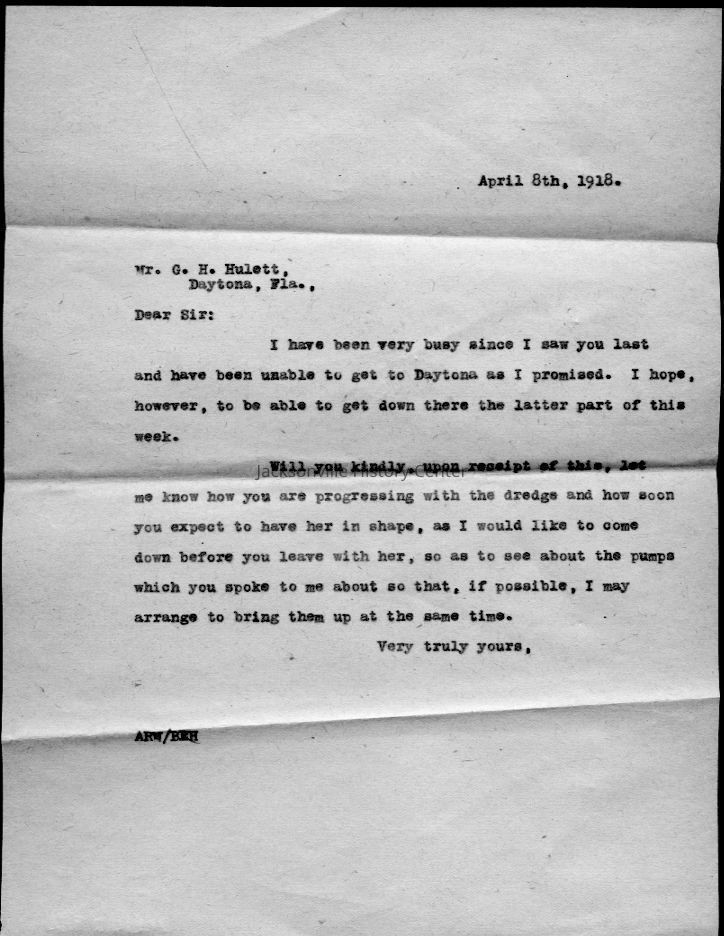 April 8th, 1918.
Mr. G. H. Hulett,
Daytona, Fla.,
Dear Sir:
I have been very busy since I saw you last
and have been unable to get to Daytona as I promised. I hope,
however, to be able to get down there the latter part of this
week.
Will you kindly, upon receipt of this, let
Jacksonville History Center
me know how you are progressing with the dredge and how soon
you expect to have her in shape, as I would like to come
down before you leave with her, so as to see about the pumps
which you spoke to me about so that, if possible, I may
arrange to bring them up at the same time.
Very truly yours,
ARW/BEH